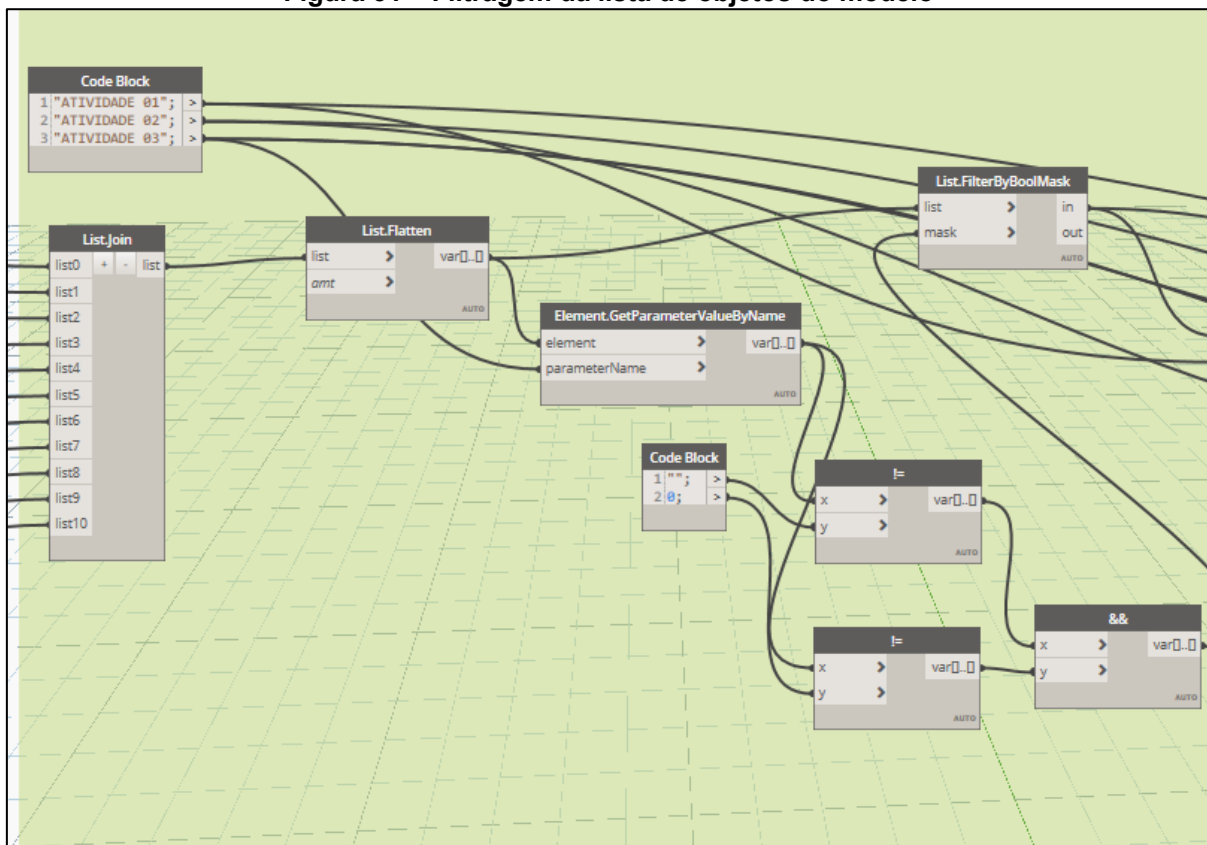 Code Block
1 "ATIVIDADE 01"; >
2 "ATIVIDADE 02"; >
3 "ATIVIDADE 03"; >
List.Join
list0 + - list
list1
list2
list3
list4
list5
list6
list7
list8
list9
list10
List.Flatten
list > var[]..[]
amt >
AUTO
Element.GetParameterValueByName
element > var[]..[]
parameterName >
AUTO
List.FilterByBoolMask
list > in
mask > out
AUTO
Code Block
1 ""; >
2 0; >
!=
x > var[]..[]
y >
AUTO
!=
x > var[]..[]
y >
AUTO
&&
x > var[]..[]
y >
AUTO